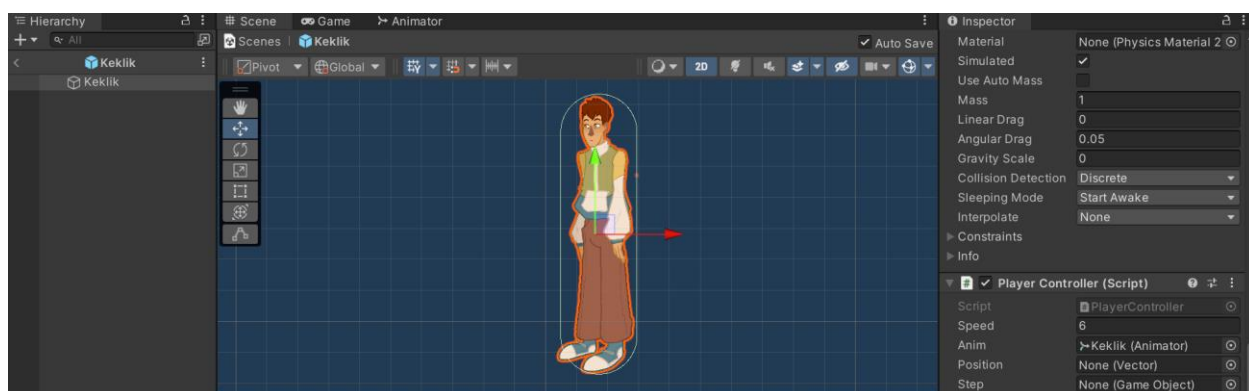 Hierarchy
All
Keklik
Keklik
Scene
Game
Animator
Scenes | Keklik
Auto Save
Pivot
Global
2D
Inspector
Material None (Physics Material 2
Simulated
Use Auto Mass
Mass 1
Linear Drag 0
Angular Drag 0.05
Gravity Scale 0
Collision Detection Discrete
Sleeping Mode Start Awake
Interpolate None
Constraints
Info
Player Controller (Script)
Script PlayerController
Speed 6
Anim Keklik (Animator)
Position None (Vector)
Step None (Game Object)